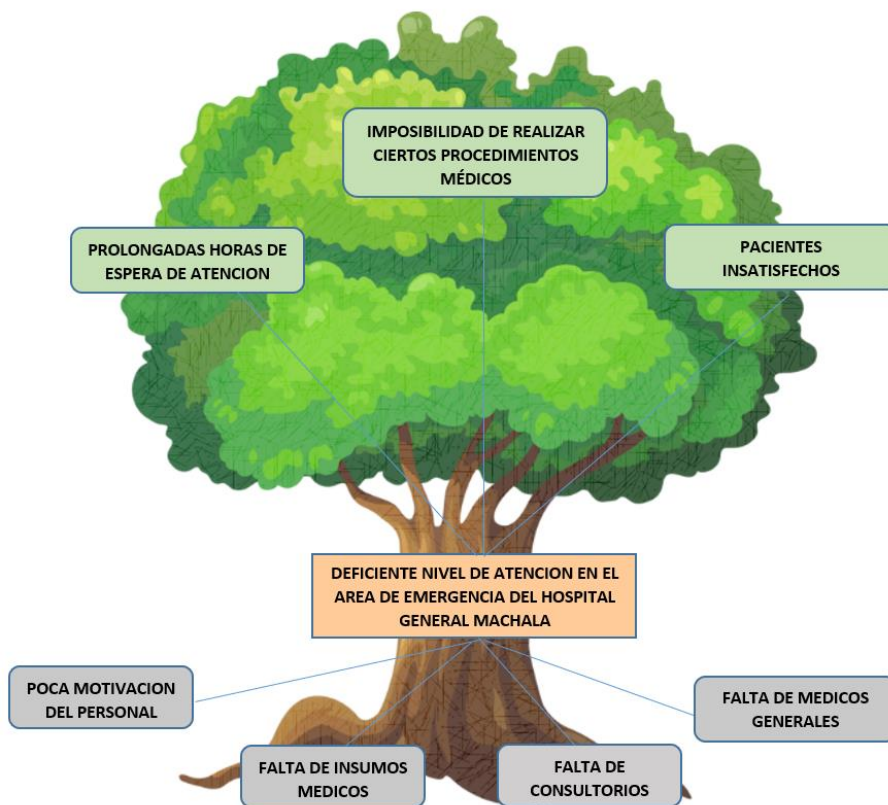 IMPOSIBILIDAD DE REALIZAR
CIERTOS PROCEDIMIENTOS
MÉDICOS
PROLONGADAS HORAS DE
ESPERA DE ATENCION
PACIENTES
INSATISFECHOS
DEFICIENTE NIVEL DE ATENCION EN EL
AREA DE EMERGENCIA DEL HOSPITAL
GENERAL MACHALA
POCA MOTIVACION
DEL PERSONAL
FALTA DE MEDICOS
GENERALES
FALTA DE INSUMOS
MEDICOS
FALTA DE
CONSULTORIOS